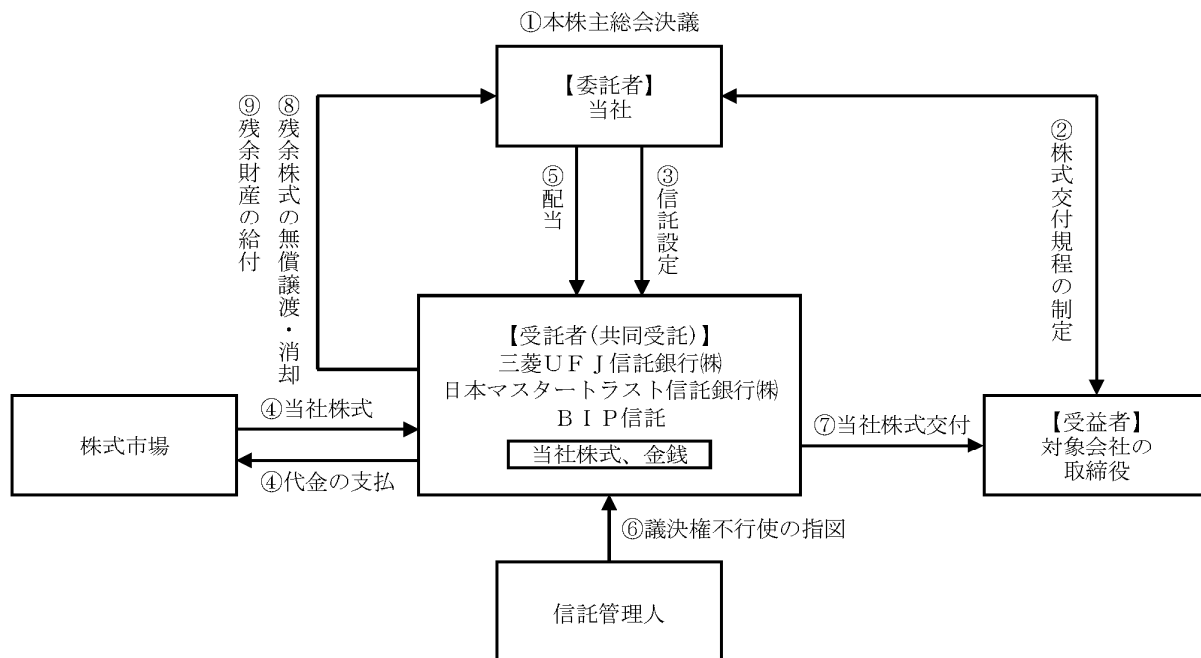 ①本株主総会決議
【委託者】
当社
⑨残余財産の給付
⑧残余株式の無償譲渡・消却
⑤配当
③信託設定
②株式交付規程の制定
【受託者(共同受託)】
三菱UFJ信託銀行㈱
日本マスタートラスト信託銀行㈱
BIP信託
当社株式、金銭
株式市場
④当社株式
④代金の支払
⑦当社株式交付
【受益者】
対象会社の
取締役
⑥議決権不行使の指図
信託管理人